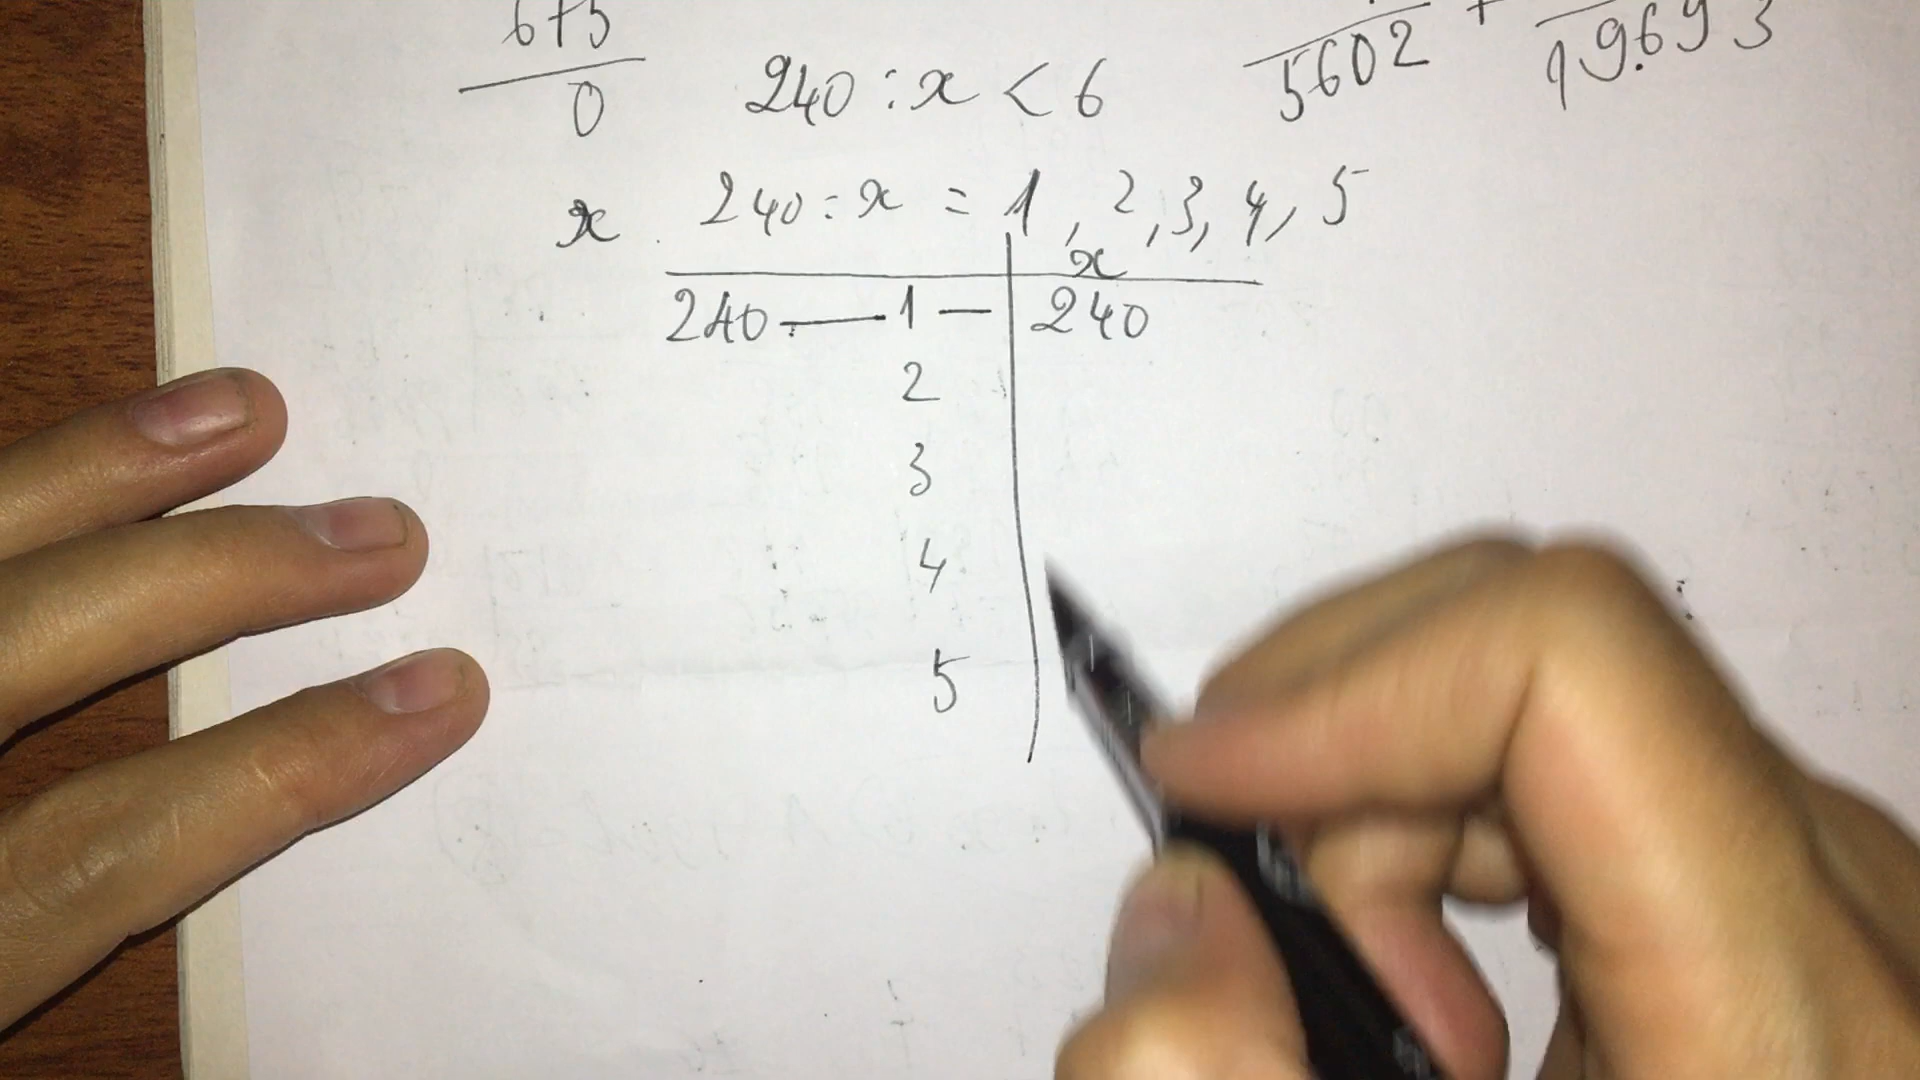 675
0
240 : x < 6
5602 +
19.693
x 240 : x = 1, 2, 3, 4, 5
x
240 — 1 — 240
2
3
4
5